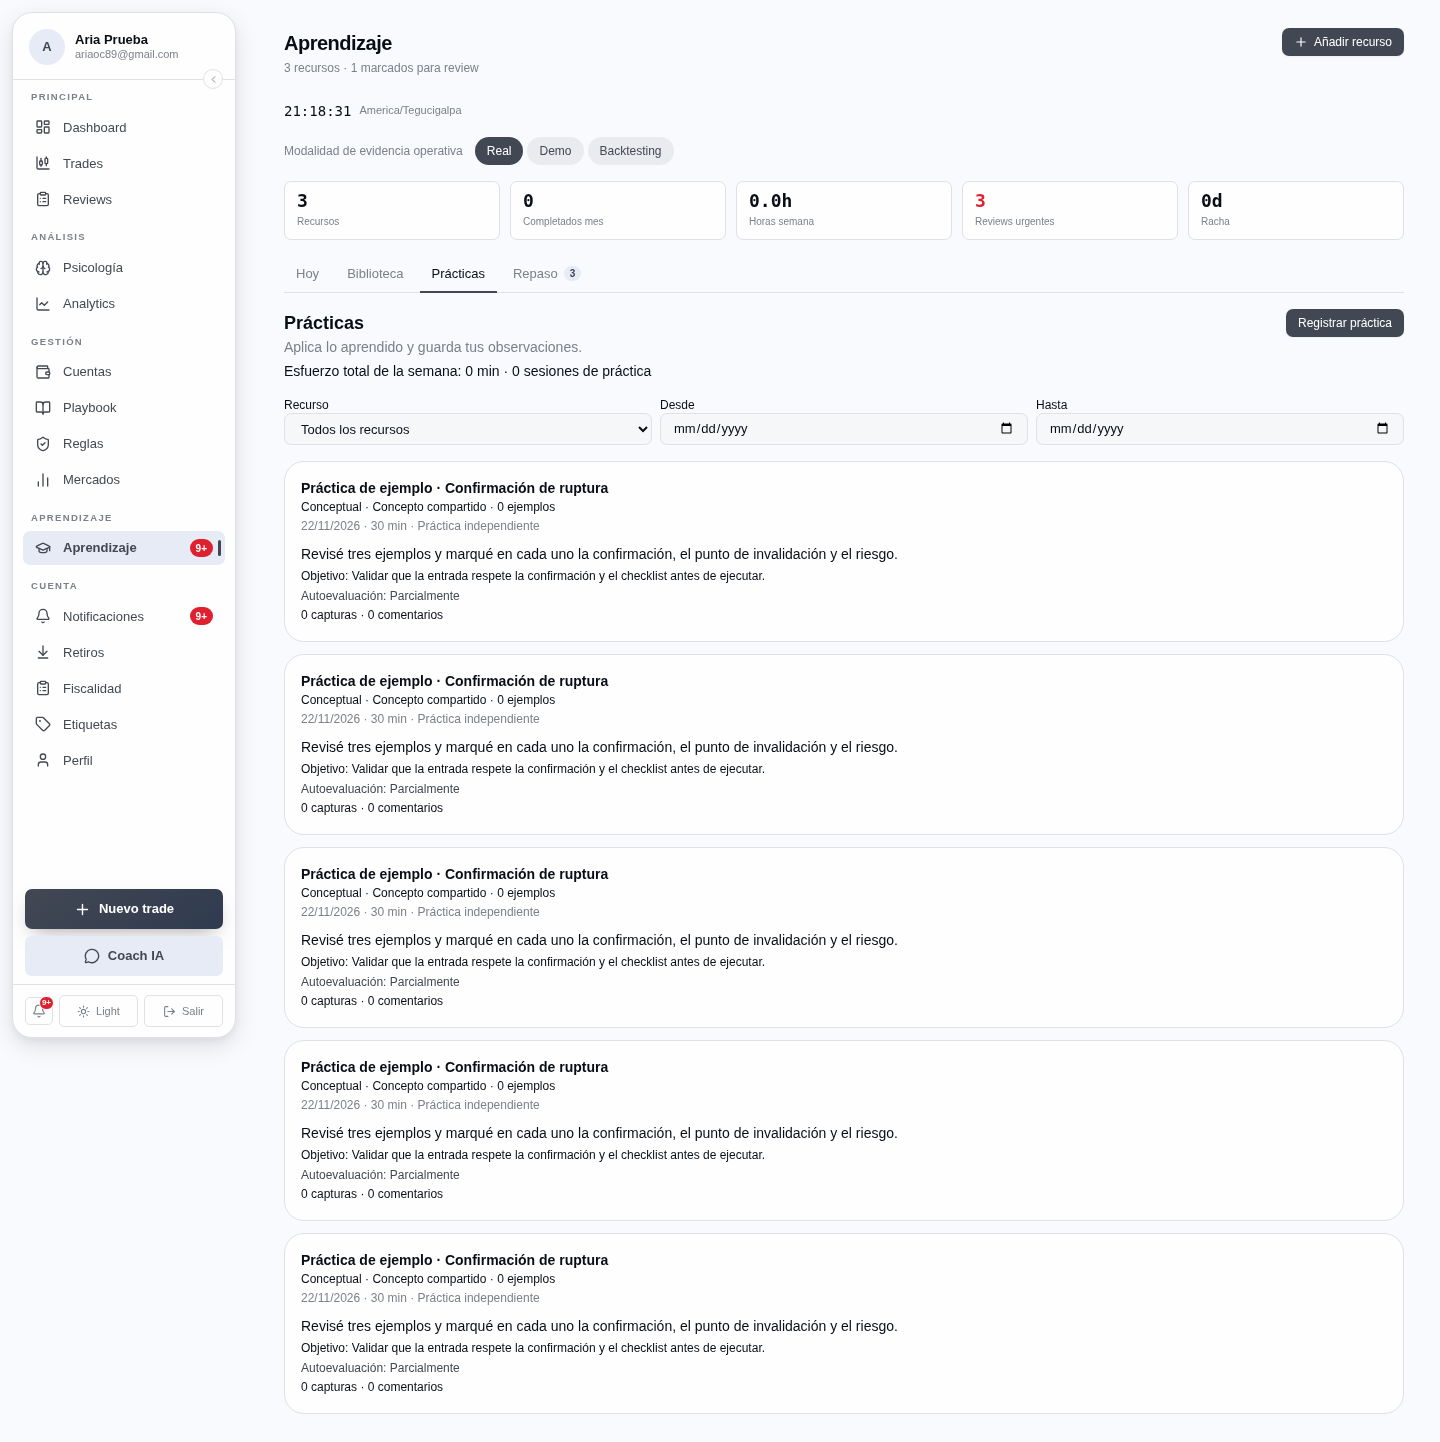 A
Aria Prueba
ariaoc89@gmail.com
PRINCIPAL
Dashboard
Trades
Reviews
ANÁLISIS
Psicología
Analytics
GESTIÓN
Cuentas
Playbook
Reglas
Mercados
APRENDIZAJE
Aprendizaje 9+
CUENTA
Notificaciones 9+
Retiros
Fiscalidad
Etiquetas
Perfil
Nuevo trade
Coach IA
9+ Light Salir
Aprendizaje
Añadir recurso
3 recursos · 1 marcados para review
21:18:31 America/Tegucigalpa
Modalidad de evidencia operativa Real Demo Backtesting
3 0 0.0h 3 0d
Recursos Completados mes Horas semana Reviews urgentes Racha
Hoy Biblioteca Prácticas Repaso 3
Prácticas
Registrar práctica
Aplica lo aprendido y guarda tus observaciones.
Esfuerzo total de la semana: 0 min · 0 sesiones de práctica
Recurso Desde Hasta
Todos los recursos mm/dd/yyyy mm/dd/yyyy
Práctica de ejemplo · Confirmación de ruptura
Conceptual · Concepto compartido · 0 ejemplos
22/11/2026 · 30 min · Práctica independiente
Revisé tres ejemplos y marqué en cada uno la confirmación, el punto de invalidación y el riesgo.
Objetivo: Validar que la entrada respete la confirmación y el checklist antes de ejecutar.
Autoevaluación: Parcialmente
0 capturas · 0 comentarios
Práctica de ejemplo · Confirmación de ruptura
Conceptual · Concepto compartido · 0 ejemplos
22/11/2026 · 30 min · Práctica independiente
Revisé tres ejemplos y marqué en cada uno la confirmación, el punto de invalidación y el riesgo.
Objetivo: Validar que la entrada respete la confirmación y el checklist antes de ejecutar.
Autoevaluación: Parcialmente
0 capturas · 0 comentarios
Práctica de ejemplo · Confirmación de ruptura
Conceptual · Concepto compartido · 0 ejemplos
22/11/2026 · 30 min · Práctica independiente
Revisé tres ejemplos y marqué en cada uno la confirmación, el punto de invalidación y el riesgo.
Objetivo: Validar que la entrada respete la confirmación y el checklist antes de ejecutar.
Autoevaluación: Parcialmente
0 capturas · 0 comentarios
Práctica de ejemplo · Confirmación de ruptura
Conceptual · Concepto compartido · 0 ejemplos
22/11/2026 · 30 min · Práctica independiente
Revisé tres ejemplos y marqué en cada uno la confirmación, el punto de invalidación y el riesgo.
Objetivo: Validar que la entrada respete la confirmación y el checklist antes de ejecutar.
Autoevaluación: Parcialmente
0 capturas · 0 comentarios
Práctica de ejemplo · Confirmación de ruptura
Conceptual · Concepto compartido · 0 ejemplos
22/11/2026 · 30 min · Práctica independiente
Revisé tres ejemplos y marqué en cada uno la confirmación, el punto de invalidación y el riesgo.
Objetivo: Validar que la entrada respete la confirmación y el checklist antes de ejecutar.
Autoevaluación: Parcialmente
0 capturas · 0 comentarios